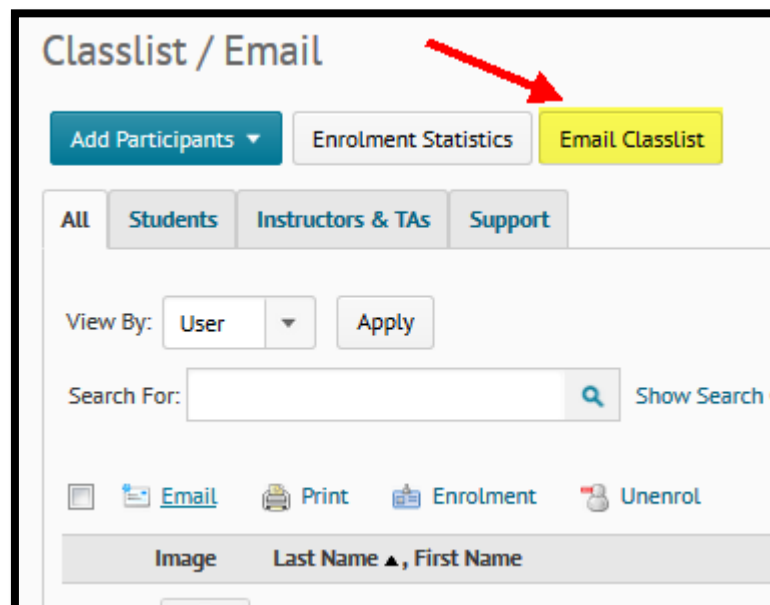 Classlist / Email
Add Participants Enrolment Statistics Email Classlist
All Students Instructors & TAs Support
View By: User Apply
Search For: Show Search
Email Print Enrolment Unenrol
Image Last Name ▲, First Name